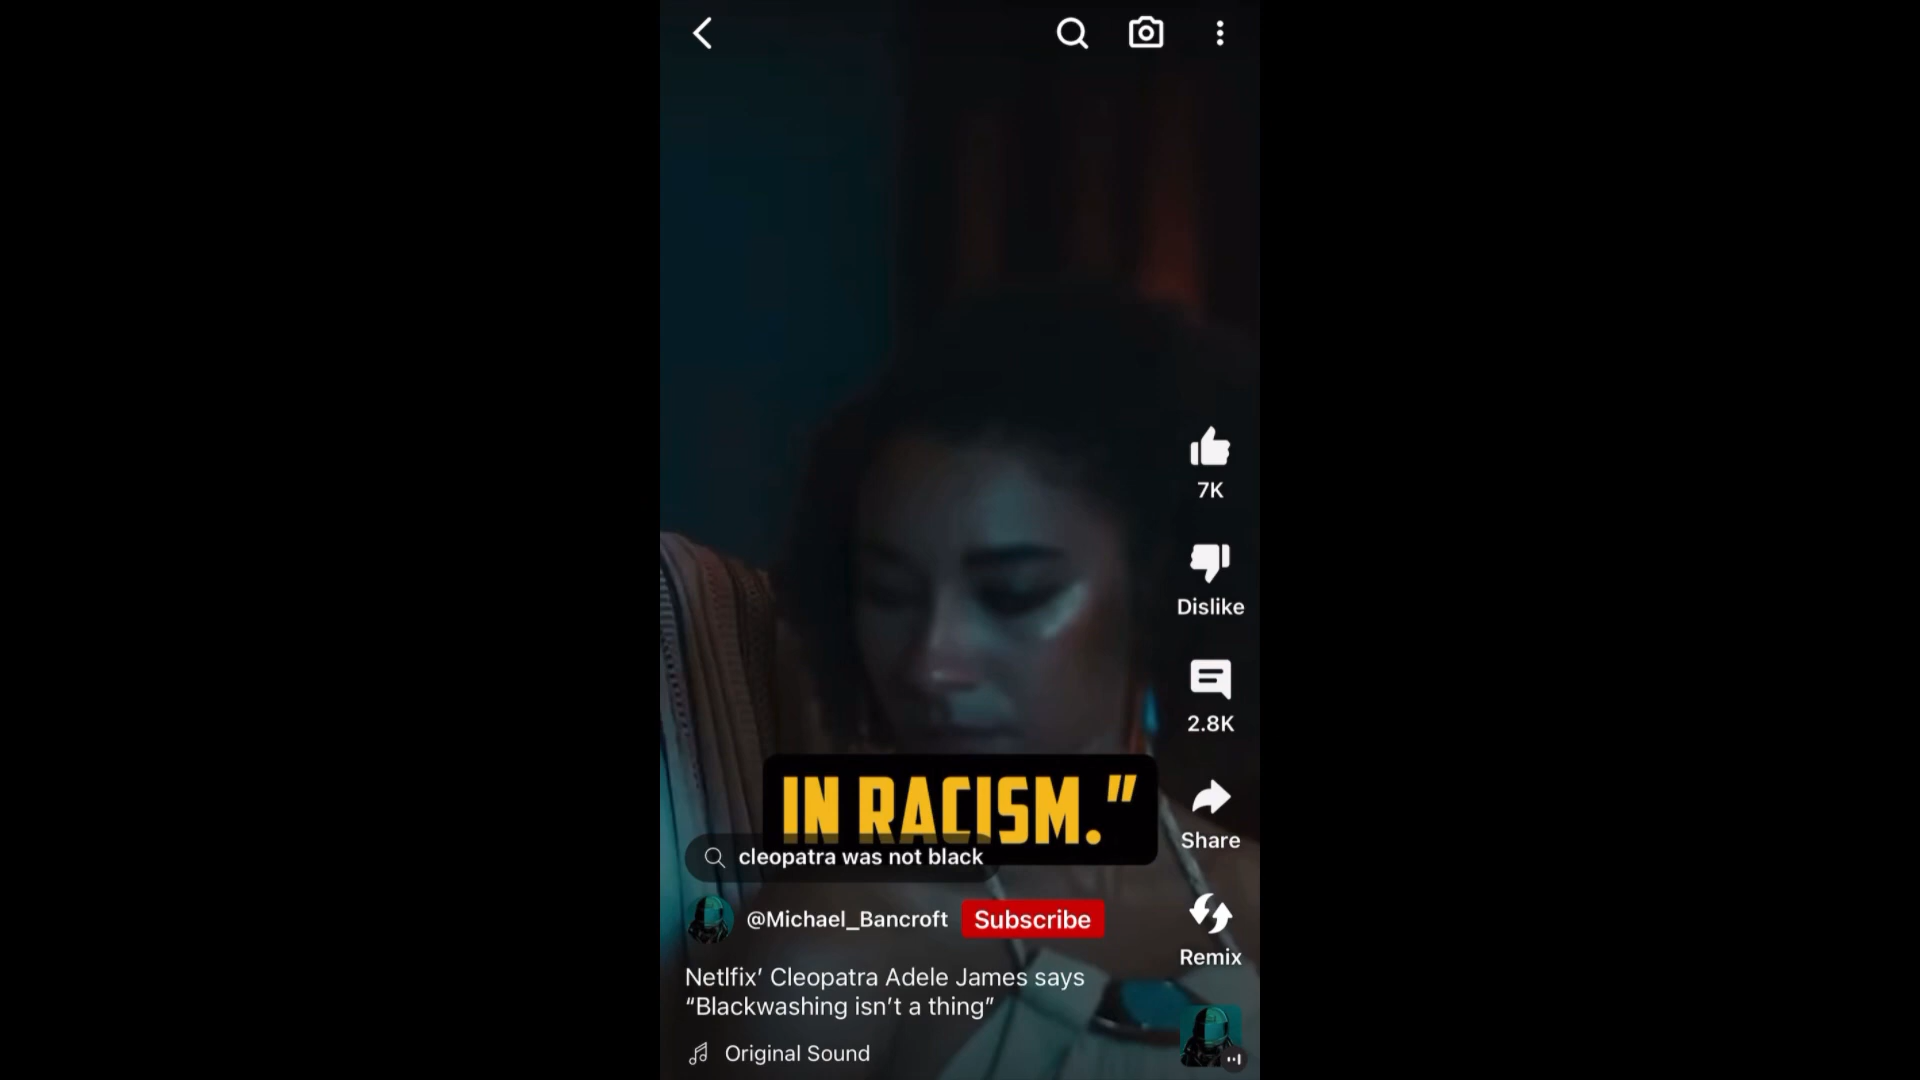 7K
Dislike
2.8K
IN RACISM."
Share
cleopatra was not black
@Michael_Bancroft Subscribe
Remix
Netlfix’ Cleopatra Adele James says
“Blackwashing isn’t a thing”
Original Sound